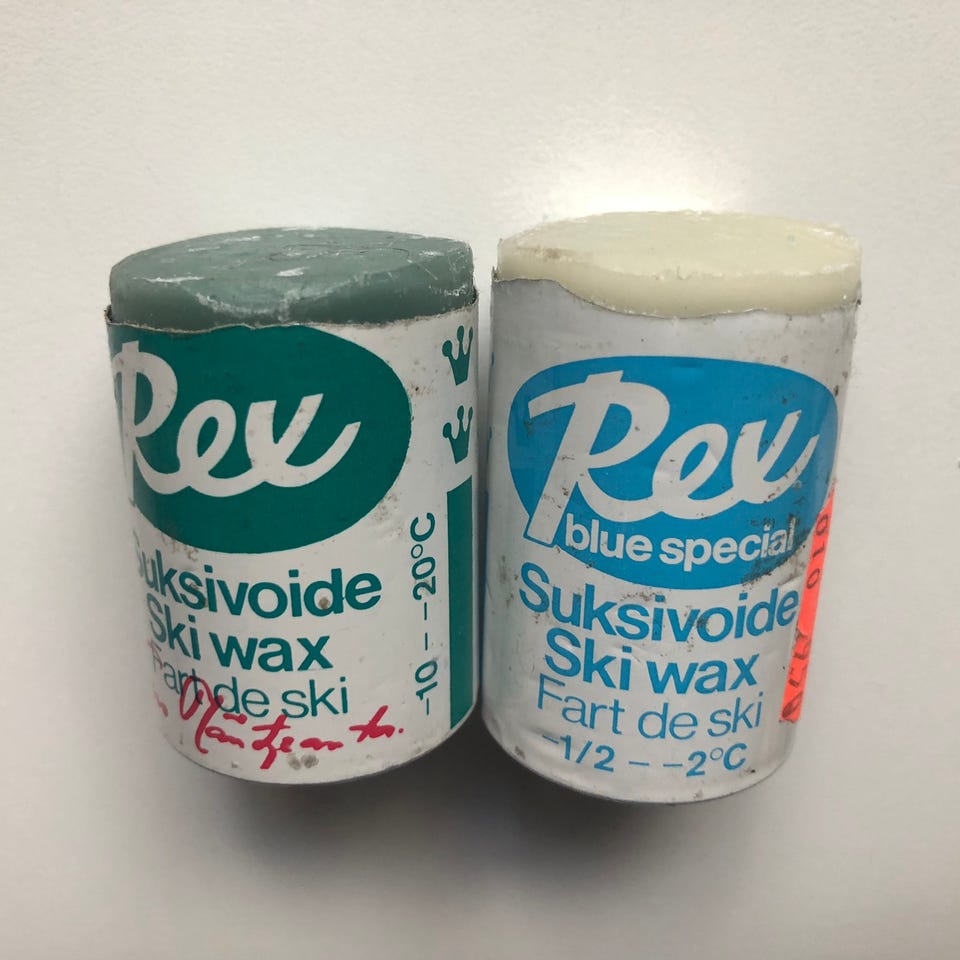 Rex
Suksivoide
Ski wax
Fart de ski
-10 – -20°C
Rex
blue special
Suksivoide
Ski wax
Fart de ski
-1/2 – -2°C